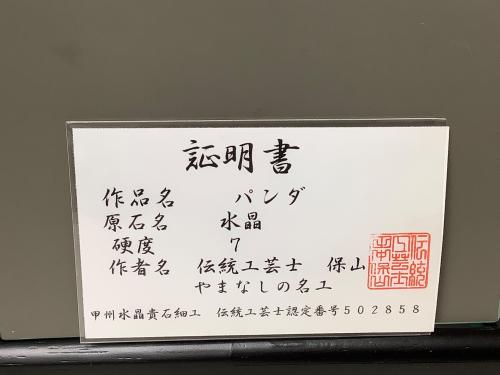 証明書
作品名 パンダ
原石名 水晶
硬度 7
作者名 伝統工芸士 保山
やまなしの名工
甲州水晶貴石細工 伝統工芸士認定番号502858